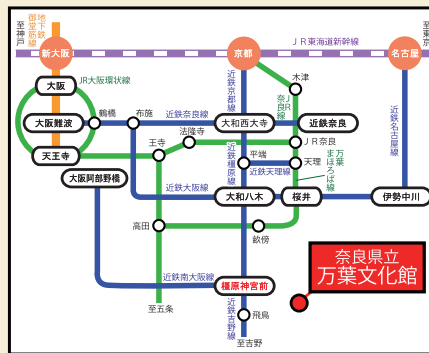 至神戸
地下鉄
御堂筋線
新大阪
京都
ＪＲ東海道新幹線
名古屋
至東京
大阪
JR大阪環状線
木津
近鉄京都線
JR
奈良線
鶴橋
布施
近鉄奈良線
大阪難波
大和西大寺
近鉄奈良
近鉄名古屋線
法隆寺
王寺
ＪＲ奈良
天王寺
平端
天理
万葉
まほろば線
近鉄橿原線
近鉄天理線
大阪阿部野橋
近鉄大阪線
大和八木
桜井
伊勢中川
高田
畝傍
奈良県立
万葉文化館
近鉄南大阪線
橿原神宮前
至五条
近鉄吉野線
飛鳥
至吉野